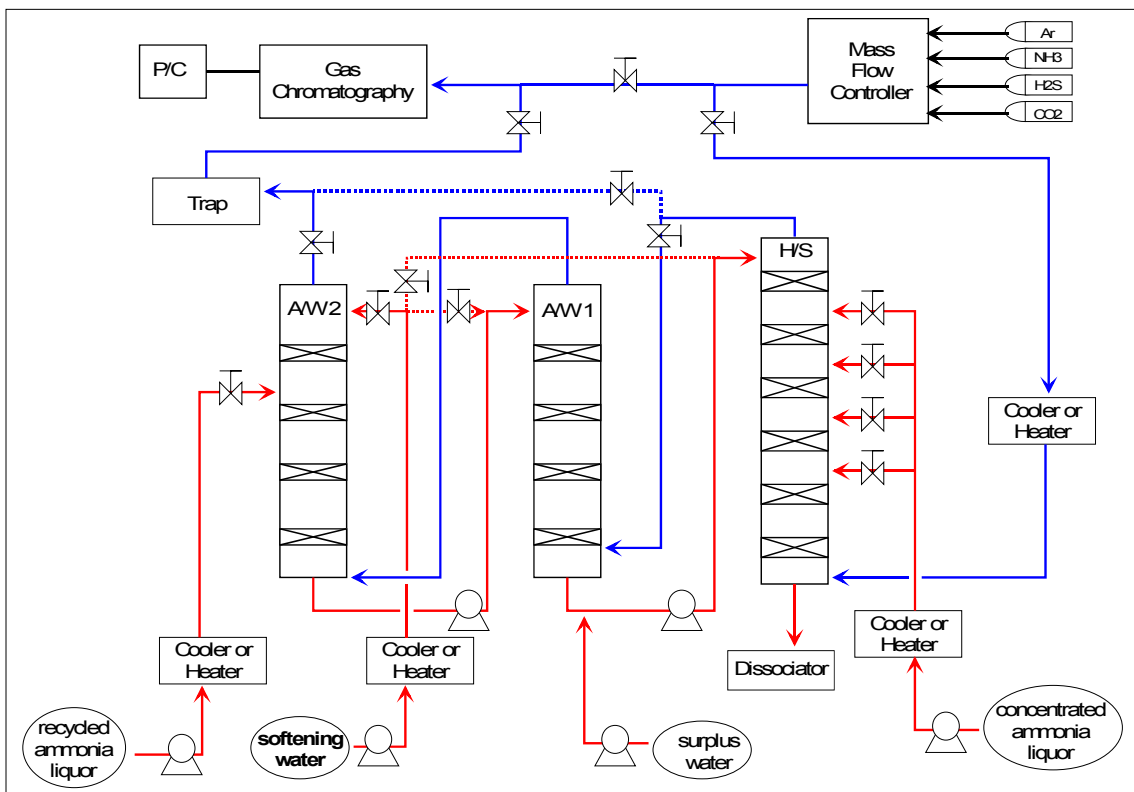 P/C
Gas
Chromatography
Mass
Flow
Controller
Ar
NH3
H2S
CO2
Trap
A/W2
A/W1
H/S
Cooler or
Heater
Cooler or
Heater
Cooler or
Heater
Cooler or
Heater
Dissociator
recycled
ammonia
liquor
softening
water
surplus
water
concentrated
ammonia
liquor